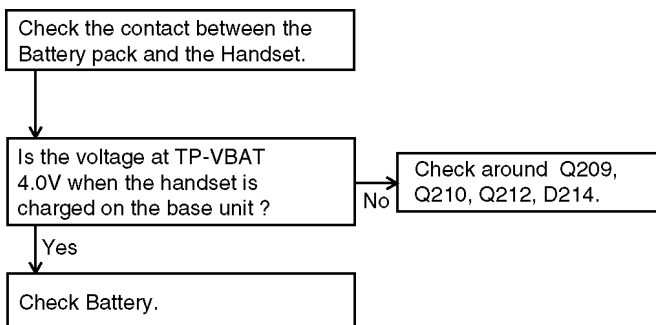 Check the contact between the
Battery pack and the Handset.
Is the voltage at TP-VBAT
4.0V when the handset is
charged on the base unit ?
No
Check around Q209,
Q210, Q212, D214.
Yes
Check Battery.